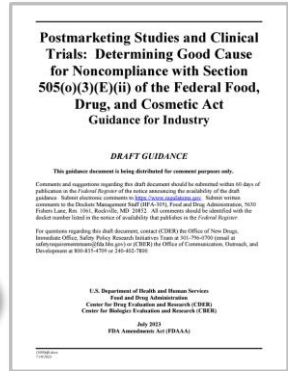 Postmarketing Studies and Clinical
Trials: Determining Good Cause
for Noncompliance with Section
505(o)(3)(E)(ii) of the Federal Food,
Drug, and Cosmetic Act
Guidance for Industry
DRAFT GUIDANCE
This guidance document is being distributed for comment purposes only.
Comments and suggestions regarding this draft document should be submitted within 60 days of
publication in the Federal Register of the notice announcing the availability of the draft
guidance. Submit electronic comments to https://www.regulations.gov. Submit written
comments to the Dockets Management Staff (HFA-305), Food and Drug Administration, 5630
Fishers Lane, Rm. 1061, Rockville, MD 20852. All comments should be identified with the
docket number listed in the notice of availability that publishes in the Federal Register.
For questions regarding this draft document, contact (CDER) the Office of New Drugs,
Immediate Office, Safety Policy Research Initiatives Team at 301-796-0700 (email at
) or (CBER) the Office of Communication, Outreach, and
Development at 800-835-4709 or 240-402-7800.
U.S. Department of Health and Human Services
Food and Drug Administration
Center for Drug Evaluation and Research (CDER)
Center for Biologics Evaluation and Research (CBER)
July 2023
FDA Amendments Act (FDAAA)